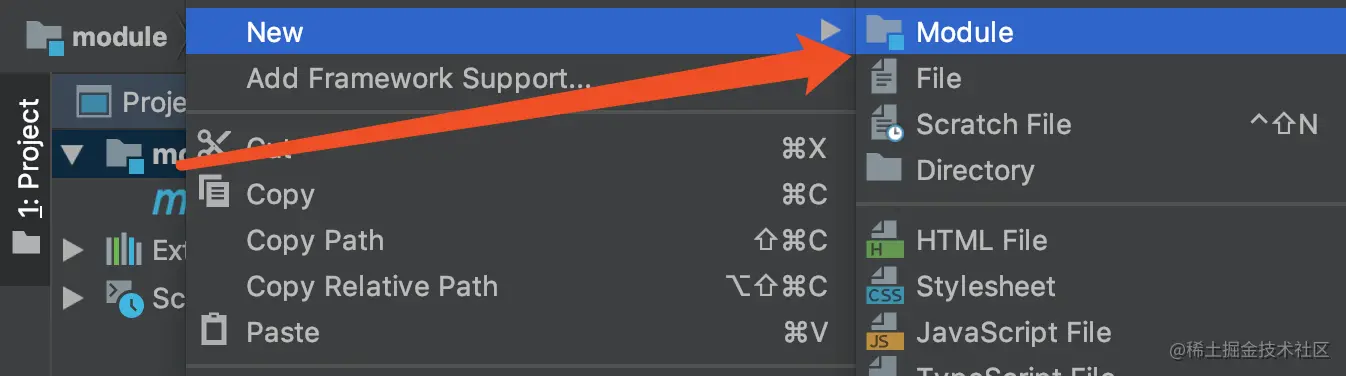 module
1: Project
Proje
m
Ext
Sc
New
Add Framework Support...
Cut
⌘X
Copy
⌘C
Copy Path
⇧⌘C
Copy Relative Path
⌥⇧⌘C
Paste
⌘V
Module
File
Scratch File
^⇧N
Directory
H
HTML File
CSS
Stylesheet
JS
JavaScript File
TypeScript File
@稀土掘金技术社区